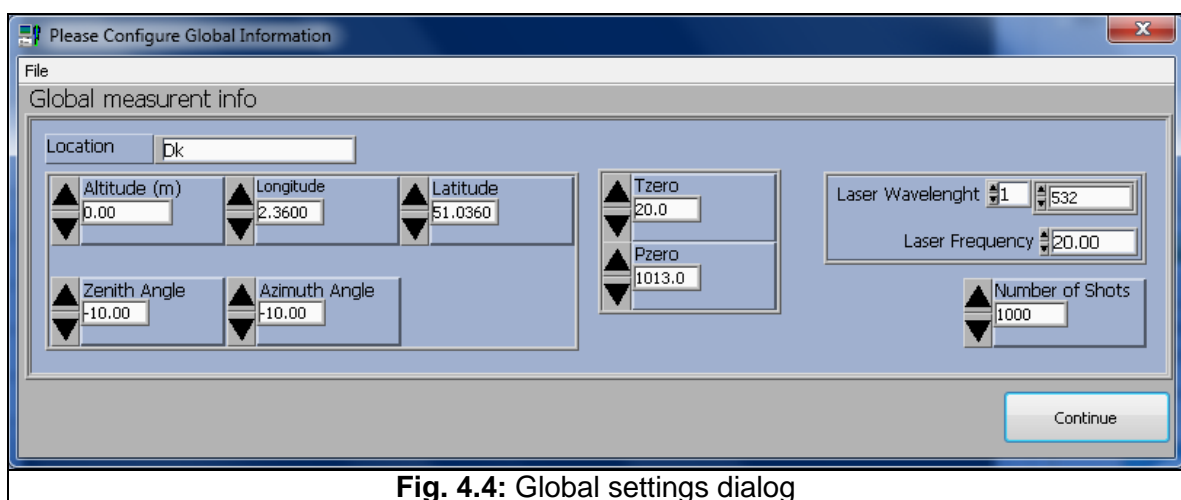 Please Configure Global Information
x
File
Global measurent info
Location Dk
Altitude (m) Longitude Latitude
0.00 2.3600 51.0360
Zenith Angle Azimuth Angle
-10.00 -10.00
Tzero
20.0
Pzero
1013.0
Laser Wavelenght 1 532
Laser Frequency 20.00
Number of Shots
1000
Continue
Fig. 4.4: Global settings dialog